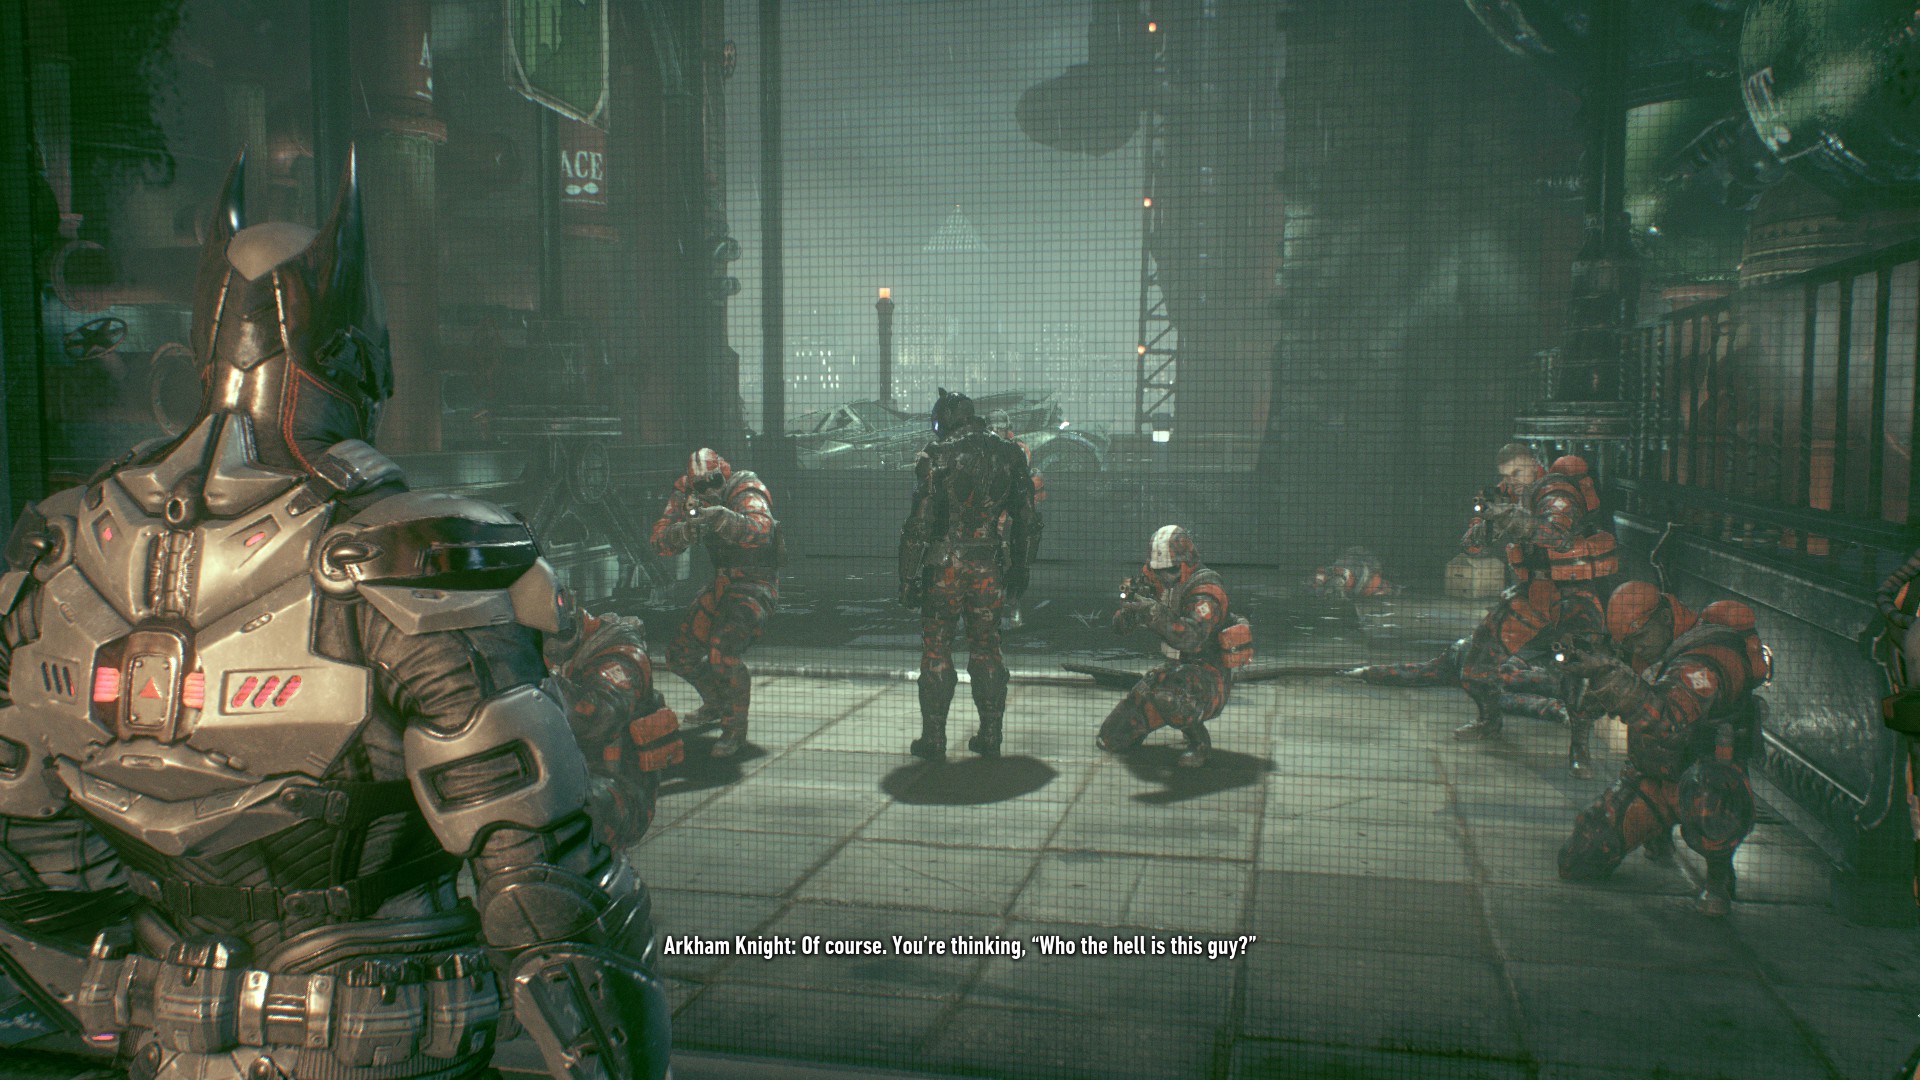 ACE
Arkham Knight: Of course. You're thinking, “Who the hell is this guy?”